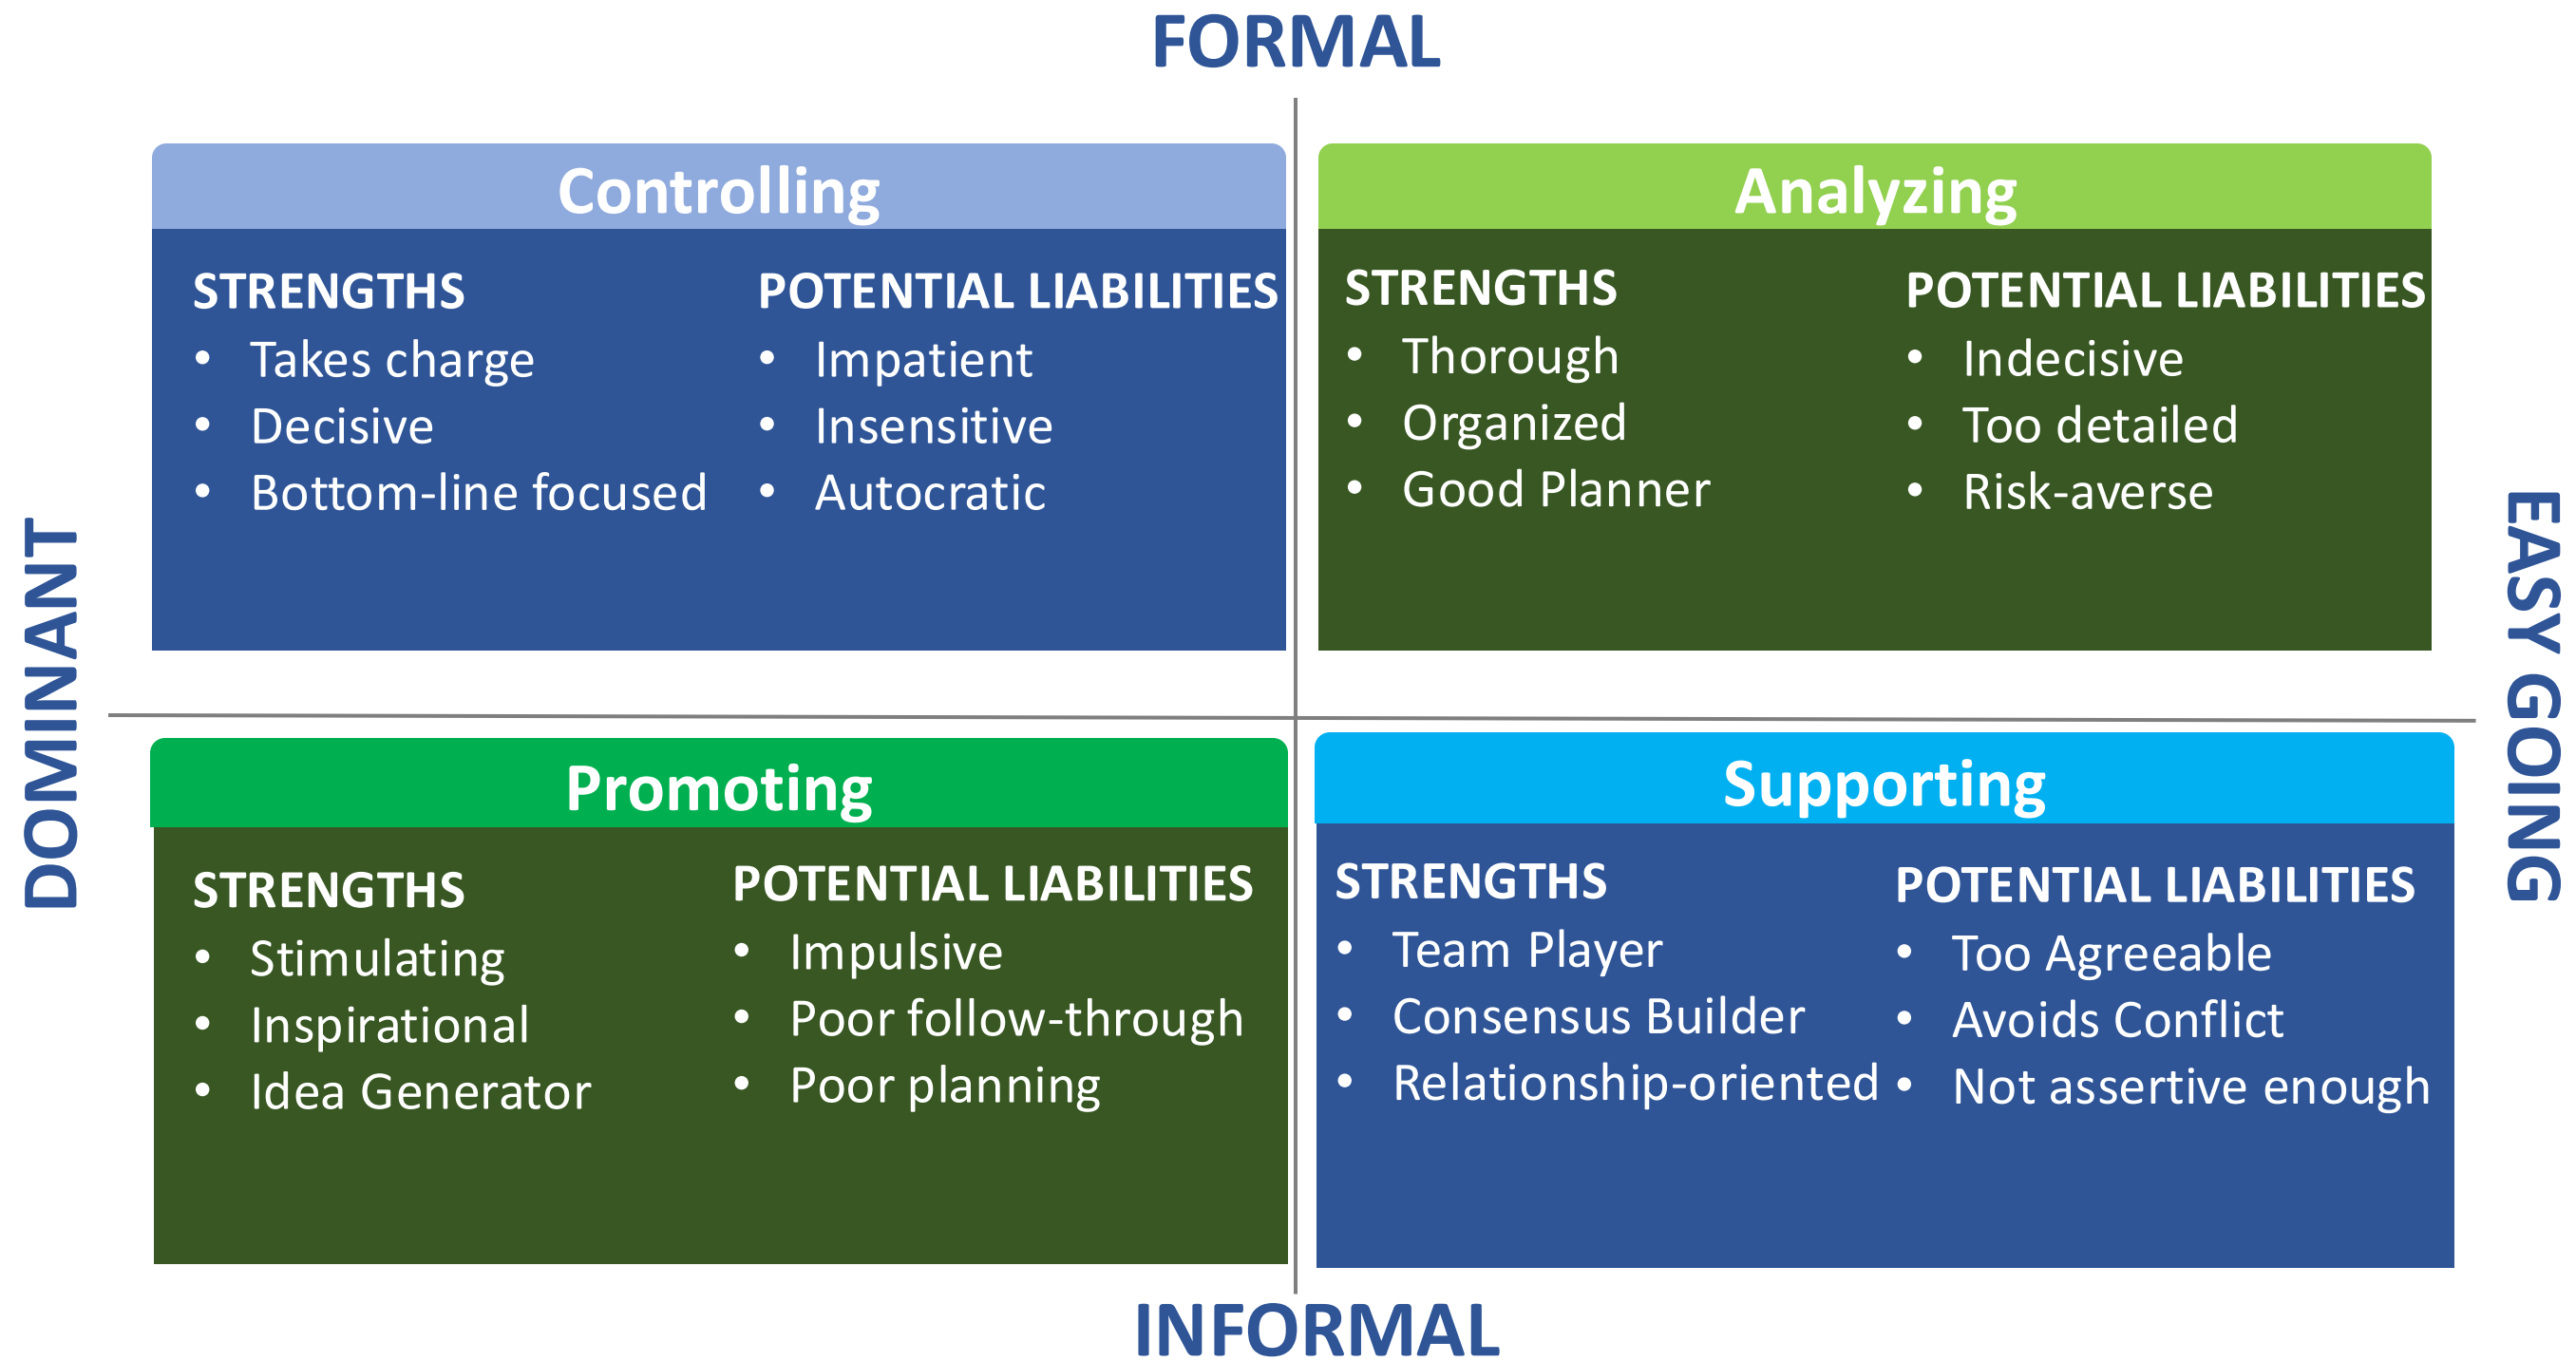 FORMAL
DOMINANT
EASY GOING
Controlling
STRENGTHS
• Takes charge
• Decisive
• Bottom-line focused
POTENTIAL LIABILITIES
• Impatient
• Insensitive
• Autocratic
Analyzing
STRENGTHS
• Thorough
• Organized
• Good Planner
POTENTIAL LIABILITIES
• Indecisive
• Too detailed
• Risk-averse
Promoting
STRENGTHS
• Stimulating
• Inspirational
• Idea Generator
POTENTIAL LIABILITIES
• Impulsive
• Poor follow-through
• Poor planning
Supporting
STRENGTHS
• Team Player
• Consensus Builder
• Relationship-oriented
POTENTIAL LIABILITIES
• Too Agreeable
• Avoids Conflict
• Not assertive enough
INFORMAL